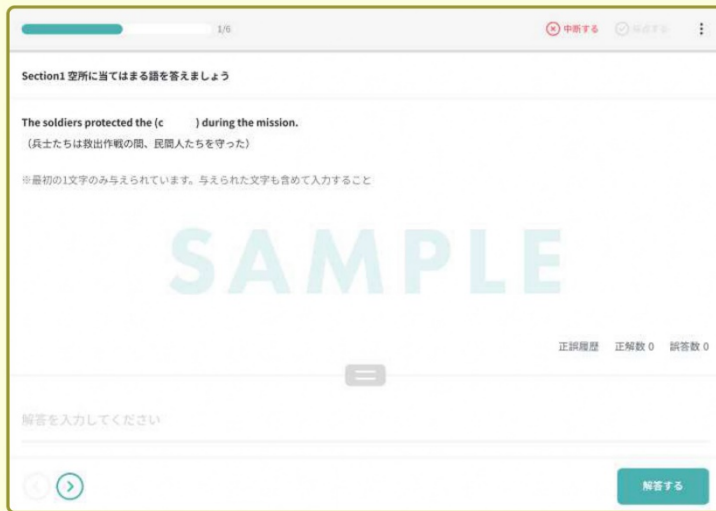 1/6
中断する
採点する
Section1 空所に当てはまる語を答えましょう
The soldiers protected the (c ) during the mission.
(兵士たちは救出作戦の間、民間人たちを守った)
※最初の1文字のみ与えられています。与えられた文字も含めて入力すること
SAMPLE
正誤履歴 正解数 0 誤答数 0
解答を入力してください
解答する